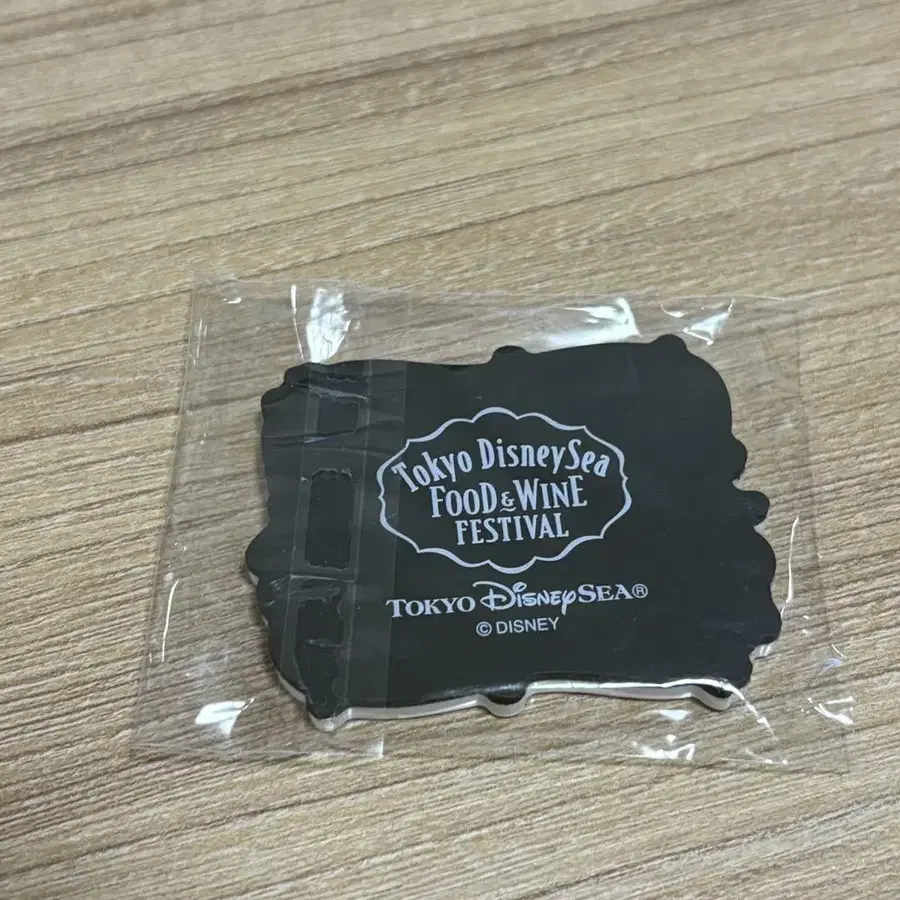 Tokyo DisneySea
FOOD & WINE
FESTIVAL
TOKYO DISNEYSEA®
© DISNEY